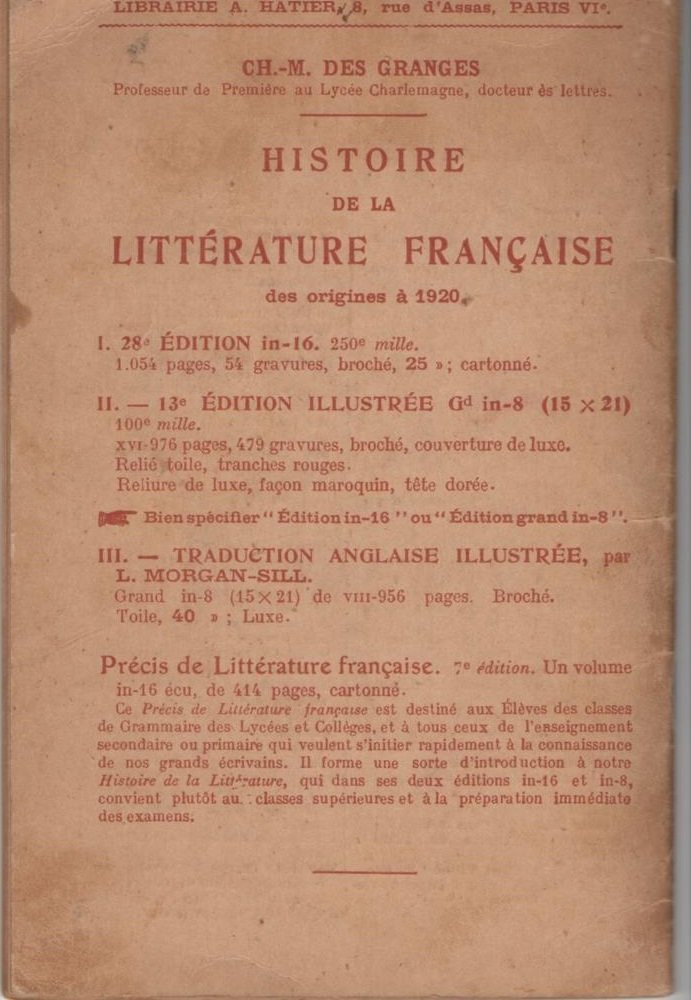 LIBRAIRIE A. HATIER, 8, rue d'Assas, PARIS VIe.
CH.-M. DES GRANGES
Professeur de Première au Lycée Charlemagne, docteur ès lettres.
HISTOIRE
DE LA
LITTÉRATURE FRANÇAISE
des origines à 1920.
I. 28e ÉDITION in-16. 250e mille.
1.054 pages, 54 gravures, broché, 25 » ; cartonné.
II. — 13e ÉDITION ILLUSTRÉE Gd in-8 (15 × 21)
100e mille.
XVI-976 pages, 479 gravures, broché, couverture de luxe.
Relié toile, tranches rouges.
Reliure de luxe, façon maroquin, tête dorée.
Bien spécifier “ Édition in-16 ” ou “ Édition grand in-8 ”.
III. — TRADUCTION ANGLAISE ILLUSTRÉE, par
L. MORGAN-SILL.
Grand in-8 (15 × 21) de VIII-956 pages. Broché.
Toile, 40 » ; Luxe.
Précis de Littérature française. 7e édition. Un volume
in-16 écu, de 414 pages, cartonné.
Ce Précis de Littérature française est destiné aux Élèves des classes
de Grammaire des Lycées et Collèges, et à tous ceux de l'enseignement
secondaire ou primaire qui veulent s'initier rapidement à la connaissance
de nos grands écrivains. Il forme une sorte d'introduction à notre
Histoire de la Littérature, qui dans ses deux éditions in-16 et in-8,
convient plutôt au. classes supérieures et à la préparation immédiate
des examens.